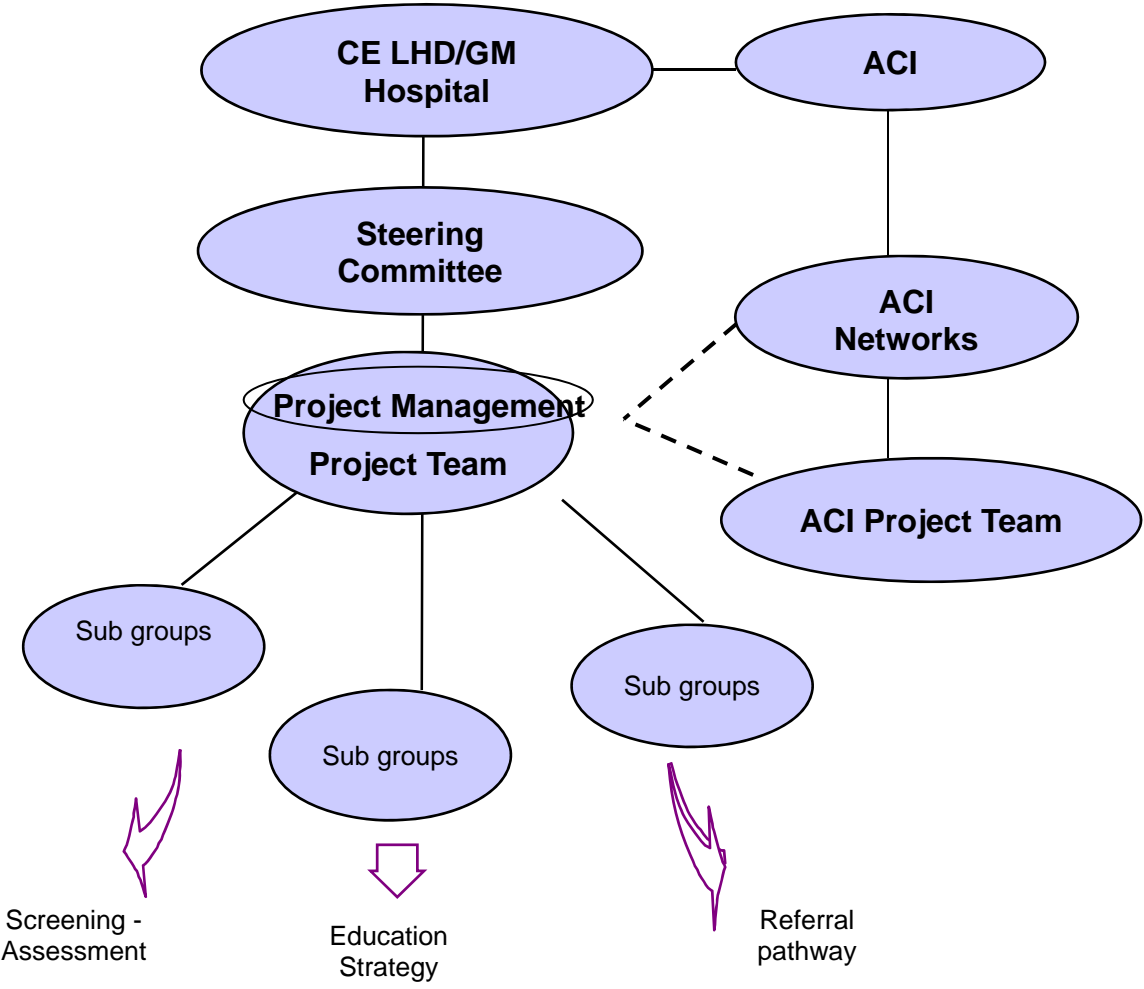 CE LHD/GM
Hospital
ACI
Steering
Committee
ACI
Networks
Project Management
Project Team
ACI Project Team
Sub groups
Sub groups
Sub groups
Screening -
Assessment
Education
Strategy
Referral
pathway